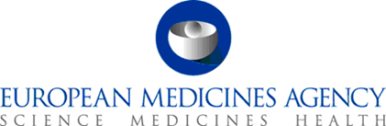 EUROPEAN MEDICINES AGENCY
SCIENCE MEDICINES HEALTH